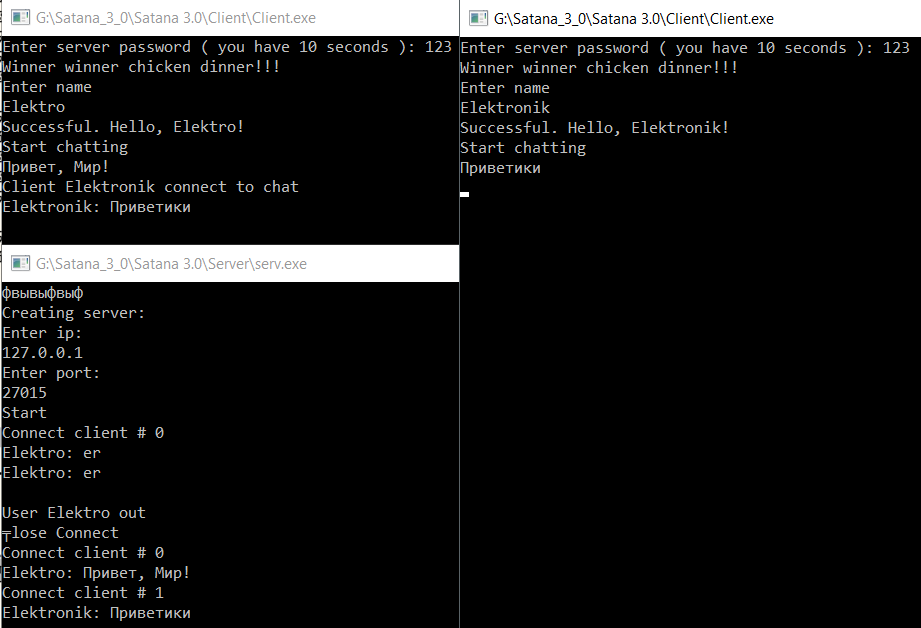 G:\Satana_3_0\Satana 3.0\Client\Client.exe
Enter server password ( you have 10 seconds ): 123
Winner winner chicken dinner!!!
Enter name
Elektro
Successful. Hello, Elektro!
Start chatting
Привет, Мир!
Client Elektronik connect to chat
Elektronik: Приветики
G:\Satana_3_0\Satana 3.0\Client\Client.exe
Enter server password ( you have 10 seconds ): 123
Winner winner chicken dinner!!!
Enter name
Elektronik
Successful. Hello, Elektronik!
Start chatting
Приветики
G:\Satana_3_0\Satana 3.0\Server\serv.exe
фвывыфвыф
Creating server:
Enter ip:
127.0.0.1
Enter port:
27015
Start
Connect client # 0
Elektro: er
Elektro: er
User Elektro out
╤lose Connect
Connect client # 0
Elektro: Привет, Мир!
Connect client # 1
Elektronik: Приветики